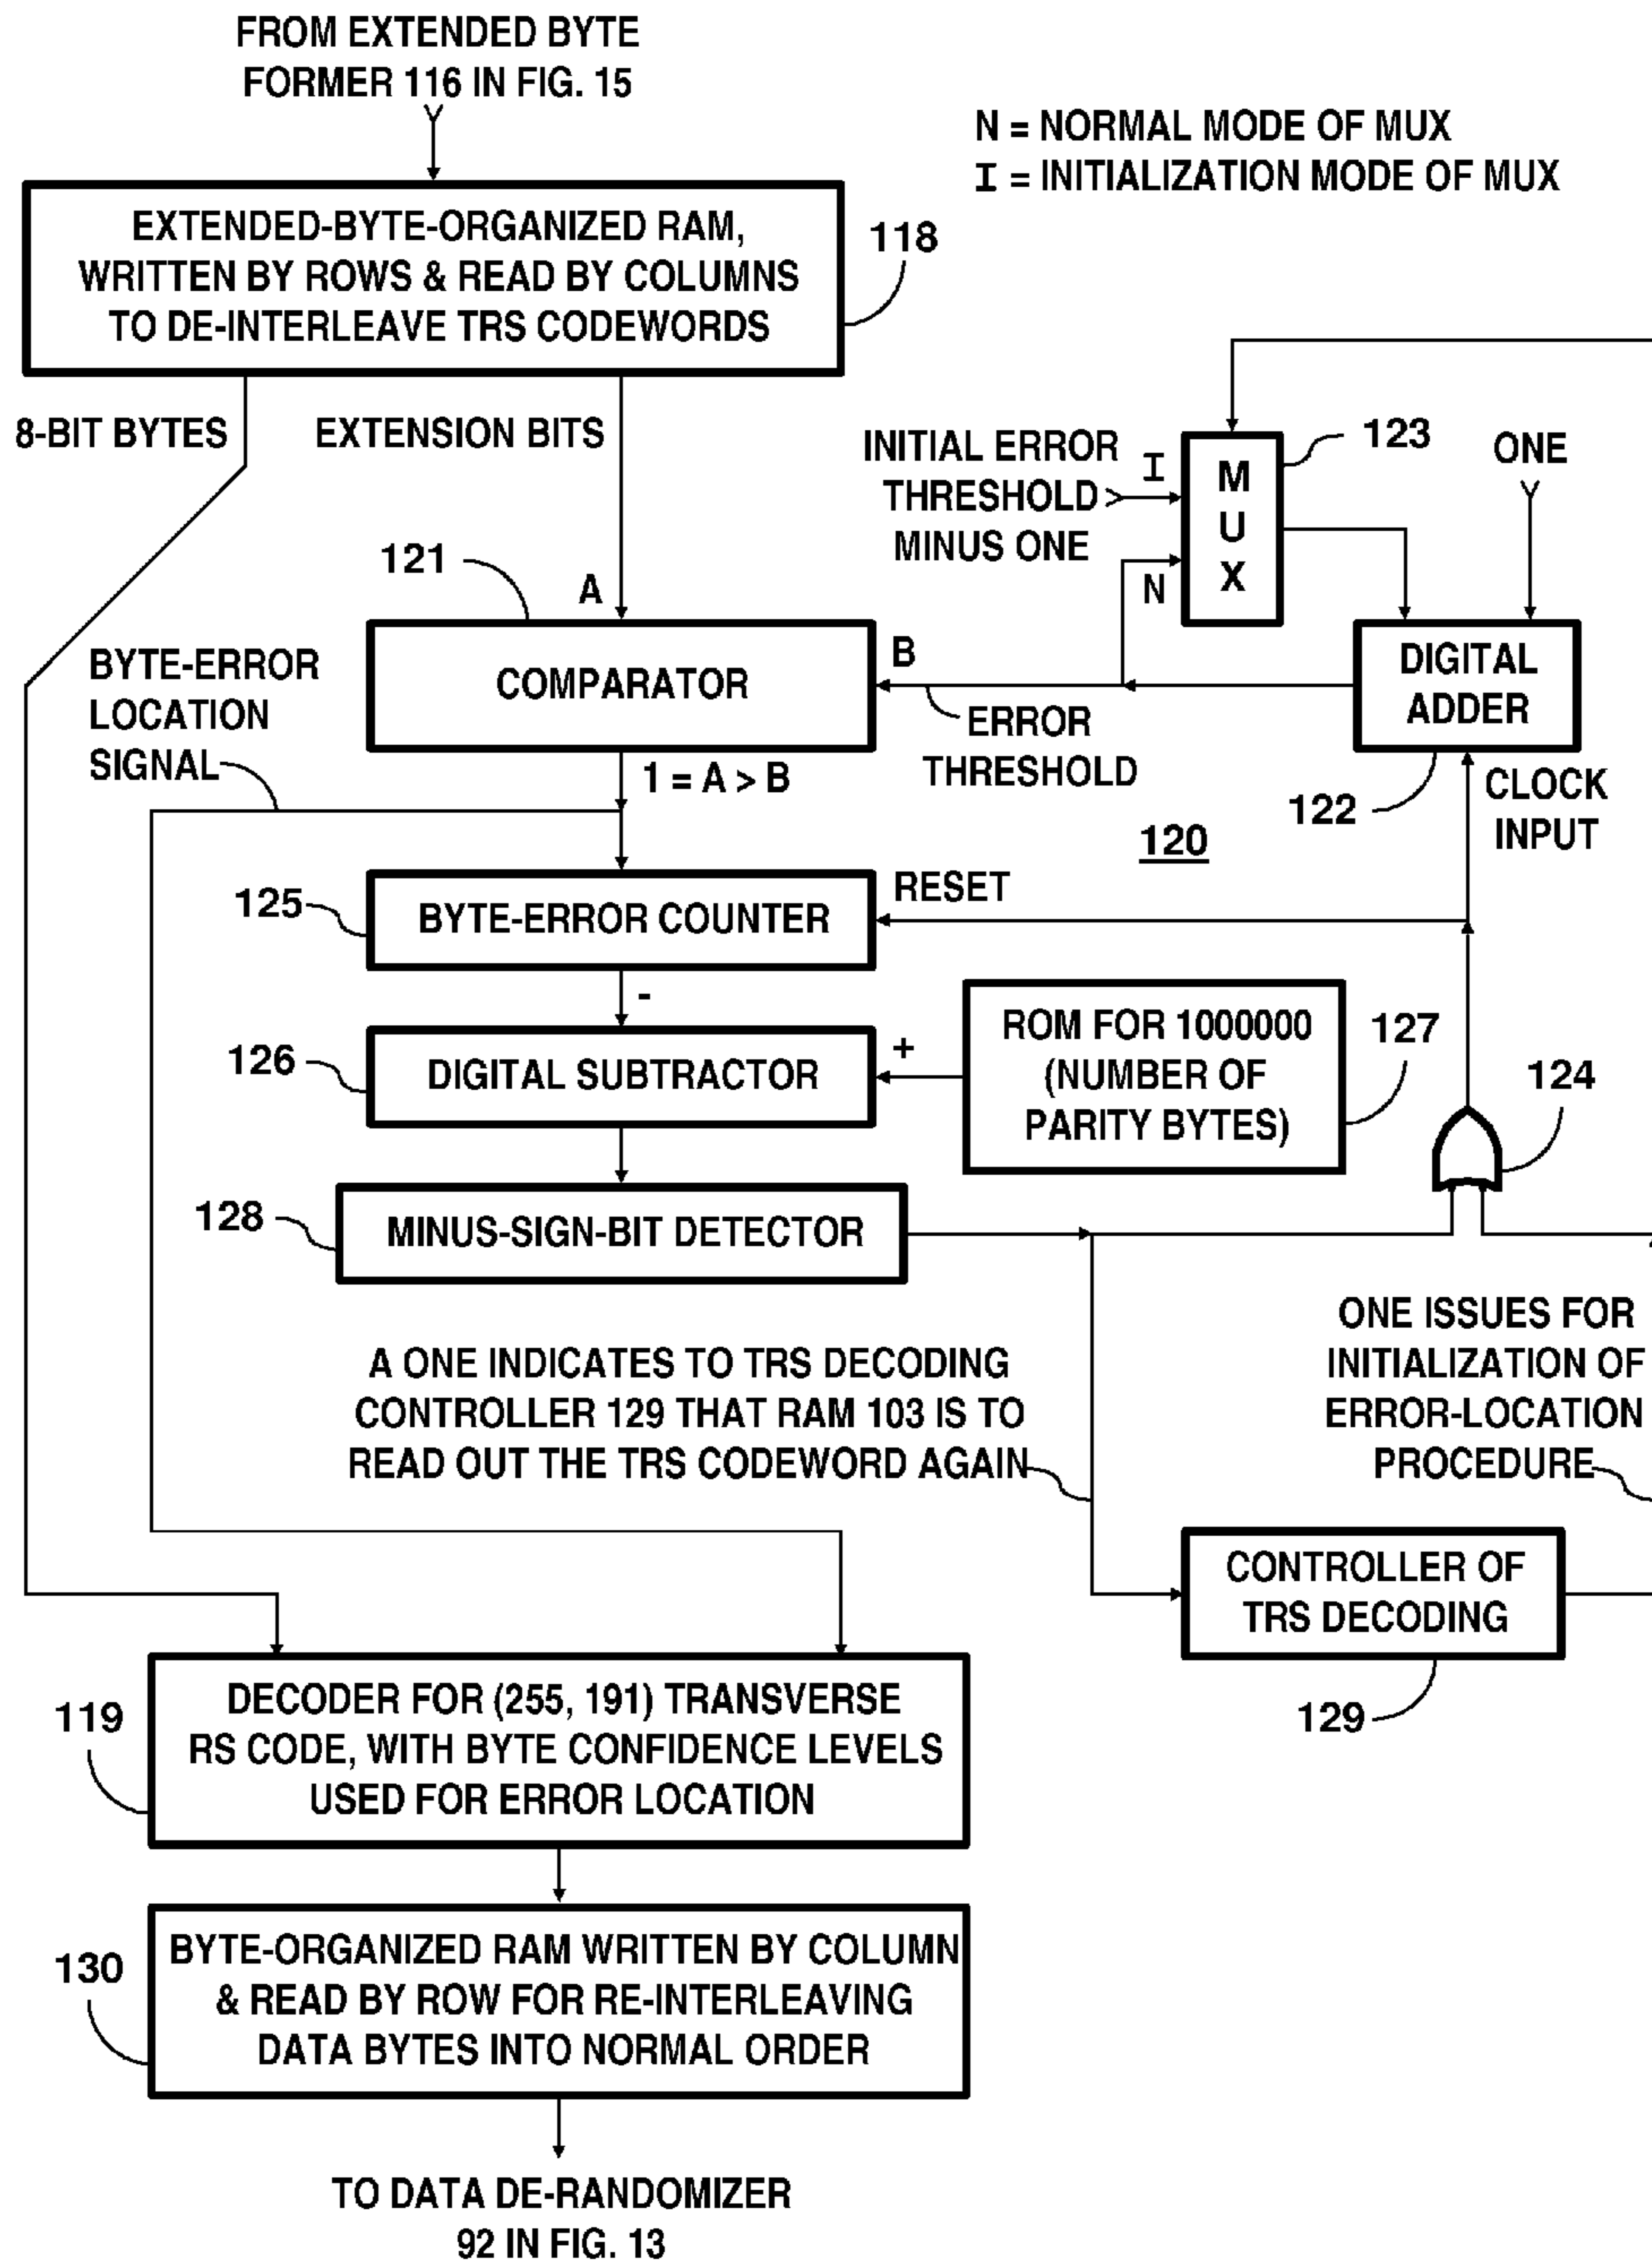 FROM EXTENDED BYTE
FORMER 116 IN FIG. 15
N = NORMAL MODE OF MUX
I = INITIALIZATION MODE OF MUX
EXTENDED-BYTE-ORGANIZED RAM,
WRITTEN BY ROWS & READ BY COLUMNS
TO DE-INTERLEAVE TRS CODEWORDS
118
8-BIT BYTES
EXTENSION BITS
INITIAL ERROR
THRESHOLD
MINUS ONE
I
N
M
U
X
123
ONE
121
A
COMPARATOR
B
ERROR
THRESHOLD
DIGITAL
ADDER
122
CLOCK
INPUT
BYTE-ERROR
LOCATION
SIGNAL
1 = A > B
120
125
BYTE-ERROR COUNTER
RESET
-
126
DIGITAL SUBTRACTOR
+
ROM FOR 1000000
(NUMBER OF
PARITY BYTES)
127
124
128
MINUS-SIGN-BIT DETECTOR
A ONE INDICATES TO TRS DECODING
CONTROLLER 129 THAT RAM 103 IS TO
READ OUT THE TRS CODEWORD AGAIN
ONE ISSUES FOR
INITIALIZATION OF
ERROR-LOCATION
PROCEDURE
CONTROLLER OF
TRS DECODING
129
119
DECODER FOR (255, 191) TRANSVERSE
RS CODE, WITH BYTE CONFIDENCE LEVELS
USED FOR ERROR LOCATION
130
BYTE-ORGANIZED RAM WRITTEN BY COLUMN
& READ BY ROW FOR RE-INTERLEAVING
DATA BYTES INTO NORMAL ORDER
TO DATA DE-RANDOMIZER
92 IN FIG. 13